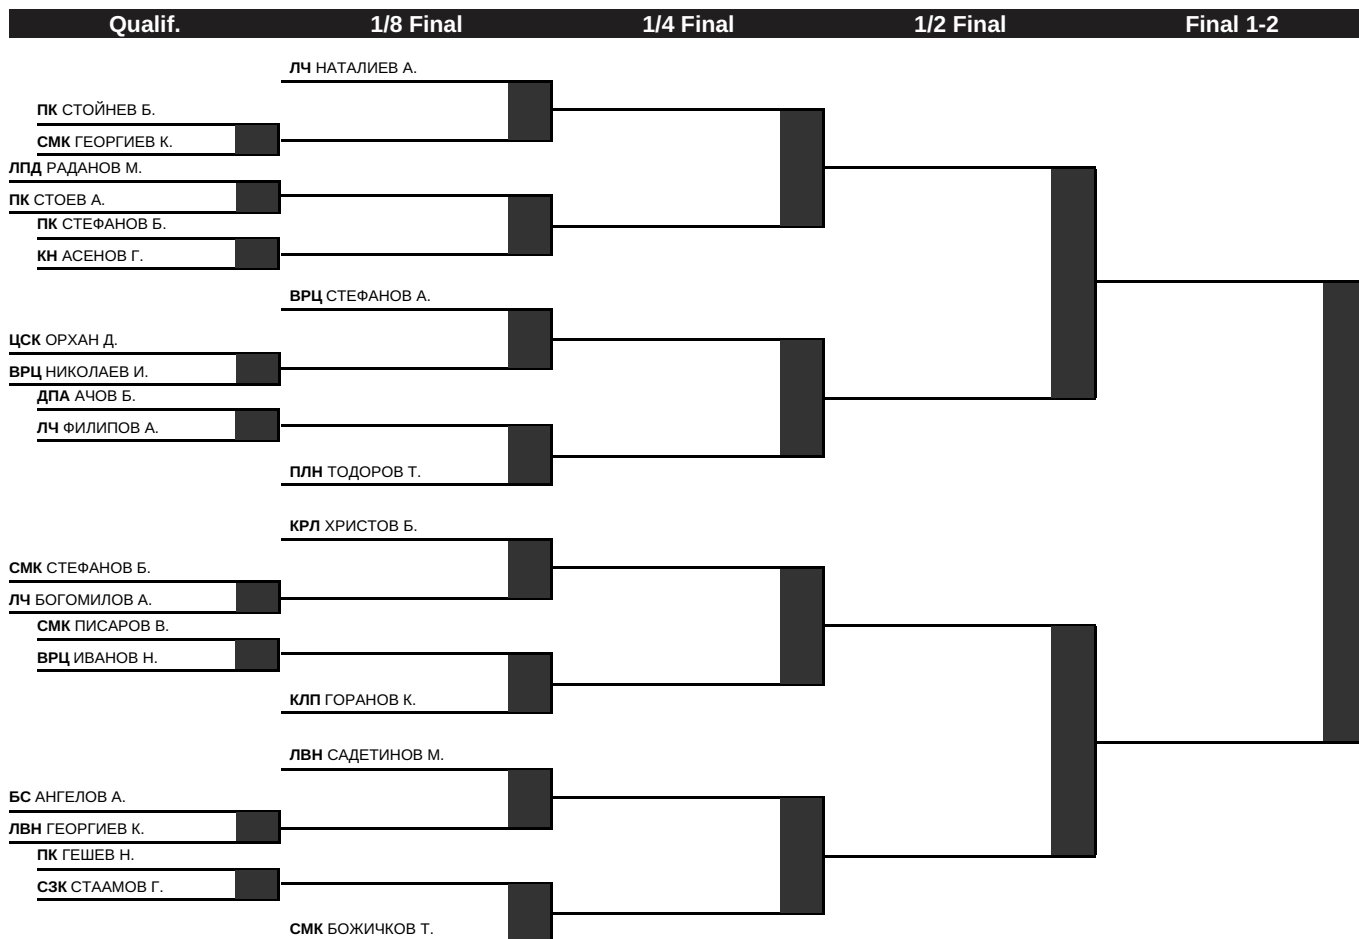 Qualif. 1/8 Final 1/4 Final 1/2 Final Final 1-2
ЛЧ НАТАЛИЕВ А.
ПК СТОЙНЕВ Б.
СМК ГЕОРГИЕВ К.
ЛПД РАДАНОВ М.
ПК СТОЕВ А.
ПК СТЕФАНОВ Б.
КН АСЕНОВ Г.
ВРЦ СТЕФАНОВ А.
ЦСК ОРХАН Д.
ВРЦ НИКОЛАЕВ И.
ДПА АЧОВ Б.
ЛЧ ФИЛИПОВ А.
ПЛН ТОДОРОВ Т.
КРЛ ХРИСТОВ Б.
СМК СТЕФАНОВ Б.
ЛЧ БОГОМИЛОВ А.
СМК ПИСАРОВ В.
ВРЦ ИВАНОВ Н.
КЛП ГОРАНОВ К.
ЛВН САДЕТИНОВ М.
БС АНГЕЛОВ А.
ЛВН ГЕОРГИЕВ К.
ПК ГЕШЕВ Н.
СЗК СТААМОВ Г.
СМК БОЖИЧКОВ Т.